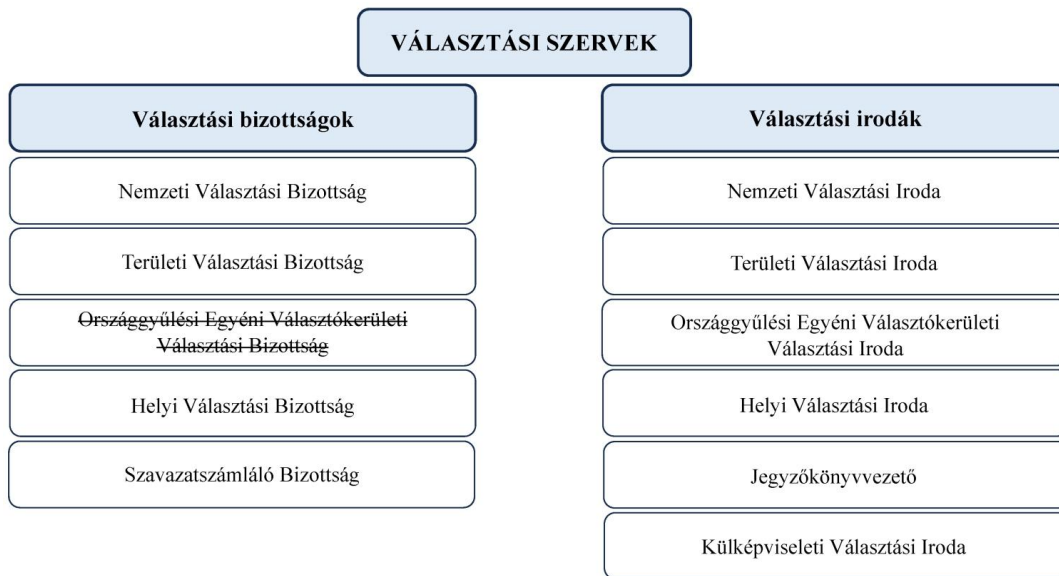 VÁLASZTÁSI SZERVEK
Választási bizottságok
Nemzeti Választási Bizottság
Területi Választási Bizottság
Országgyűlési Egyéni Választókerületi
Választási Bizottság
Helyi Választási Bizottság
Szavazatszámláló Bizottság
Választási irodák
Nemzeti Választási Iroda
Területi Választási Iroda
Országgyűlési Egyéni Választókerületi
Választási Iroda
Helyi Választási Iroda
Jegyzőkönyvvezető
Külképviseleti Választási Iroda